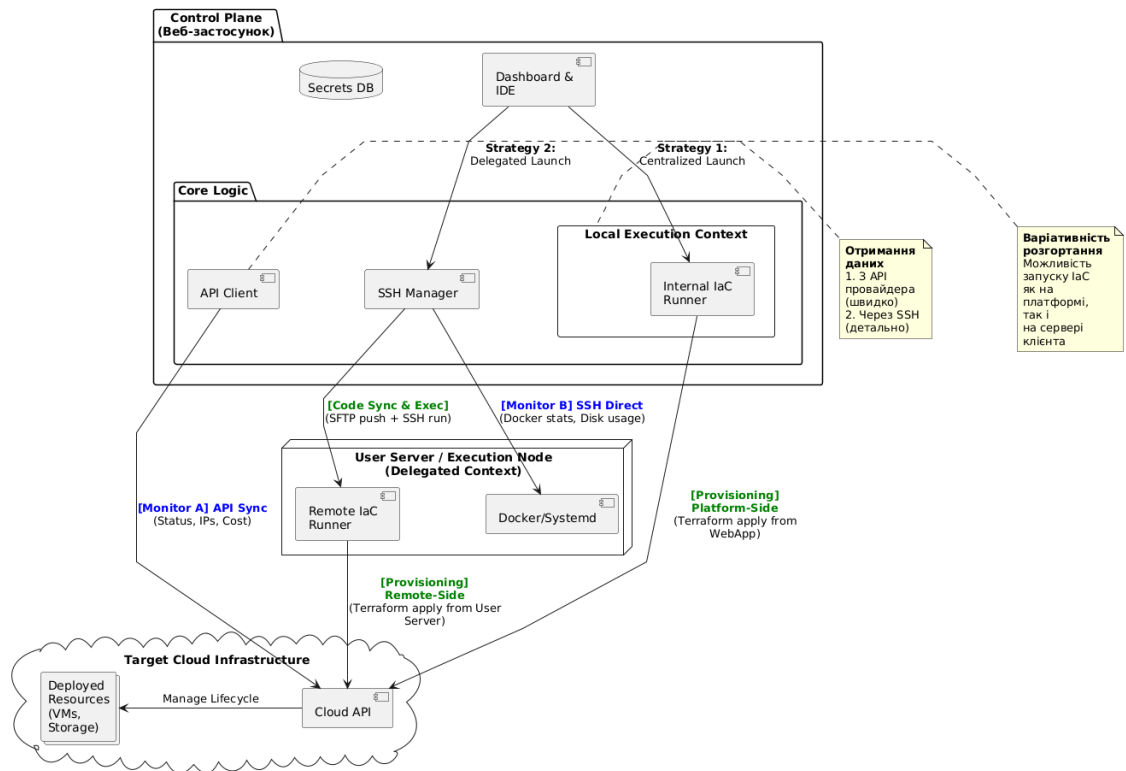 Control Plane
(Веб-застосунок)
Secrets DB
Dashboard &
IDE
Strategy 2:
Delegated Launch
Strategy 1:
Centralized Launch
Core Logic
Local Execution Context
API Client
SSH Manager
Internal IaC
Runner
Отримання
даних
1. З API
провайдера
(швидко)
2. Через SSH
(детально)
Варіативність
розгортання
Можливість
запуску IaC
як на
платформі,
так і
на сервері
клієнта
[Code Sync & Exec]
(SFTP push + SSH run)
[Monitor B] SSH Direct
(Docker stats, Disk usage)
User Server / Execution Node
(Delegated Context)
Remote IaC
Runner
Docker/Systemd
[Monitor A] API Sync
(Status, IPs, Cost)
[Provisioning]
Platform-Side
(Terraform apply from
WebApp)
[Provisioning]
Remote-Side
(Terraform apply from User
Server)
Target Cloud Infrastructure
Deployed
Resources
(VMs,
Storage)
Manage Lifecycle
Cloud API